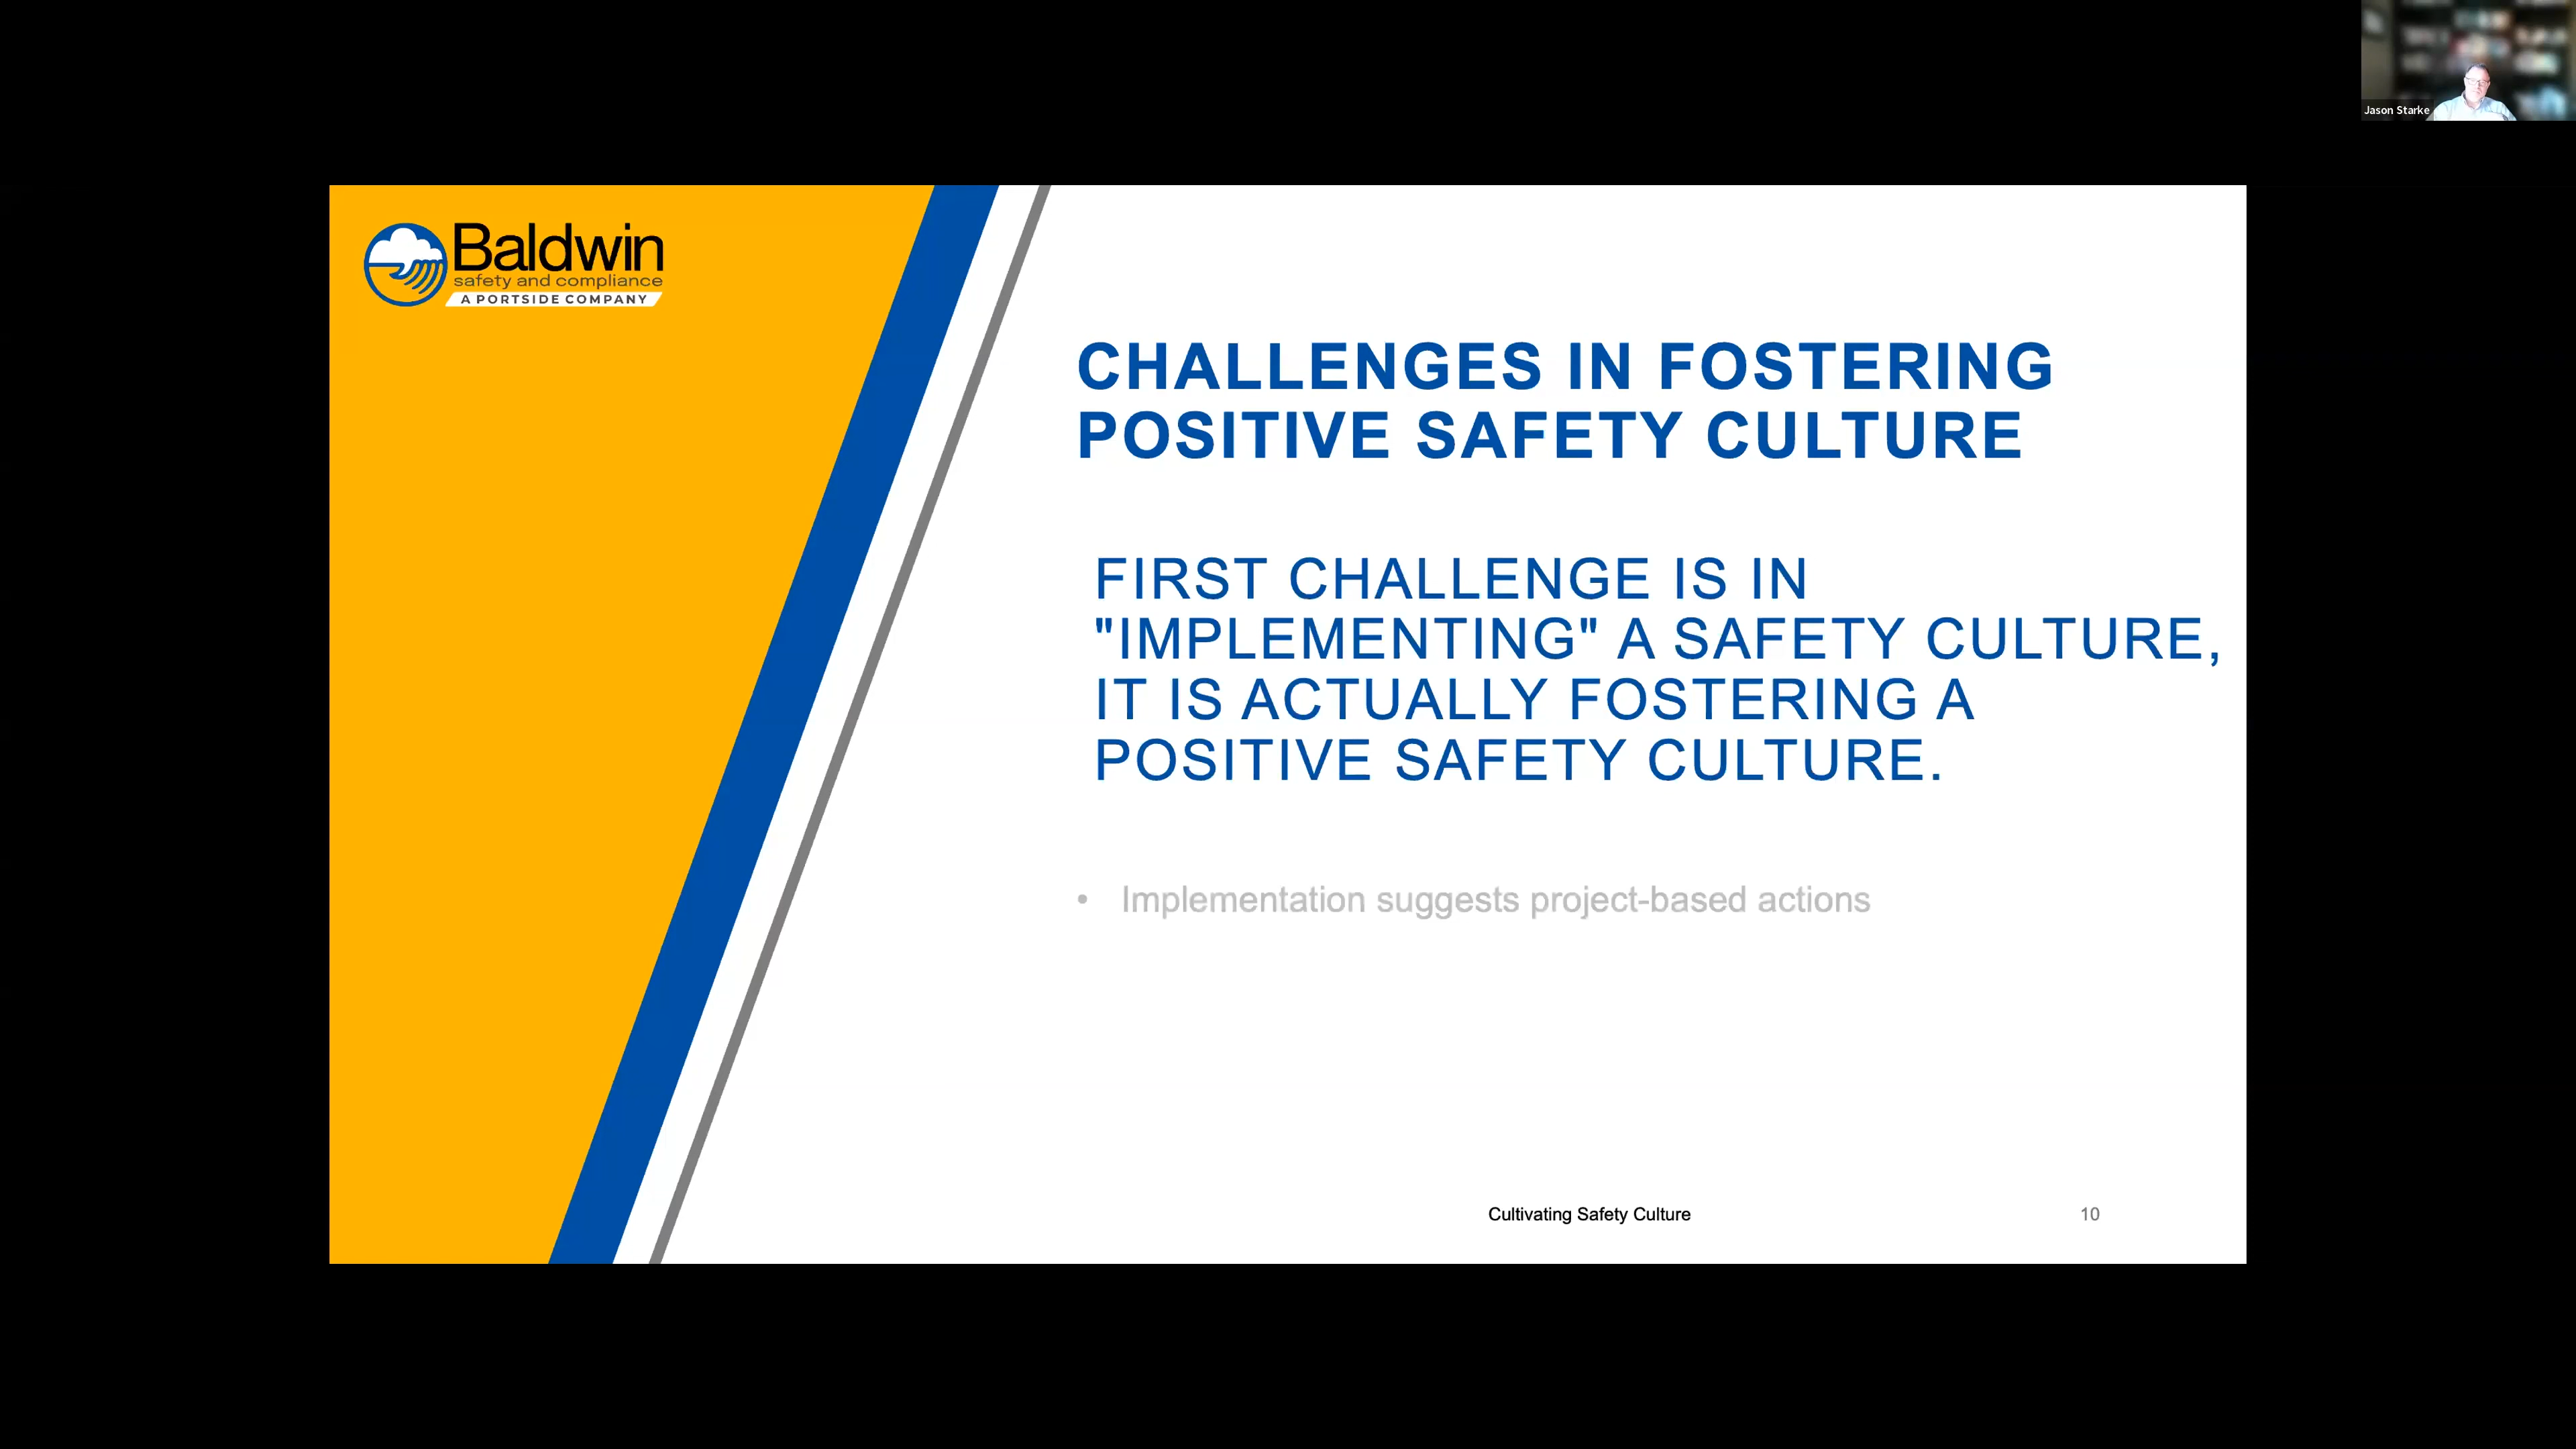 Jason Starke
Baldwin
safety and compliance
A PORTSIDE COMPANY
CHALLENGES IN FOSTERING
POSITIVE SAFETY CULTURE
FIRST CHALLENGE IS IN
"IMPLEMENTING" A SAFETY CULTURE,
IT IS ACTUALLY FOSTERING A
POSITIVE SAFETY CULTURE.
• Implementation suggests project-based actions
Cultivating Safety Culture
10